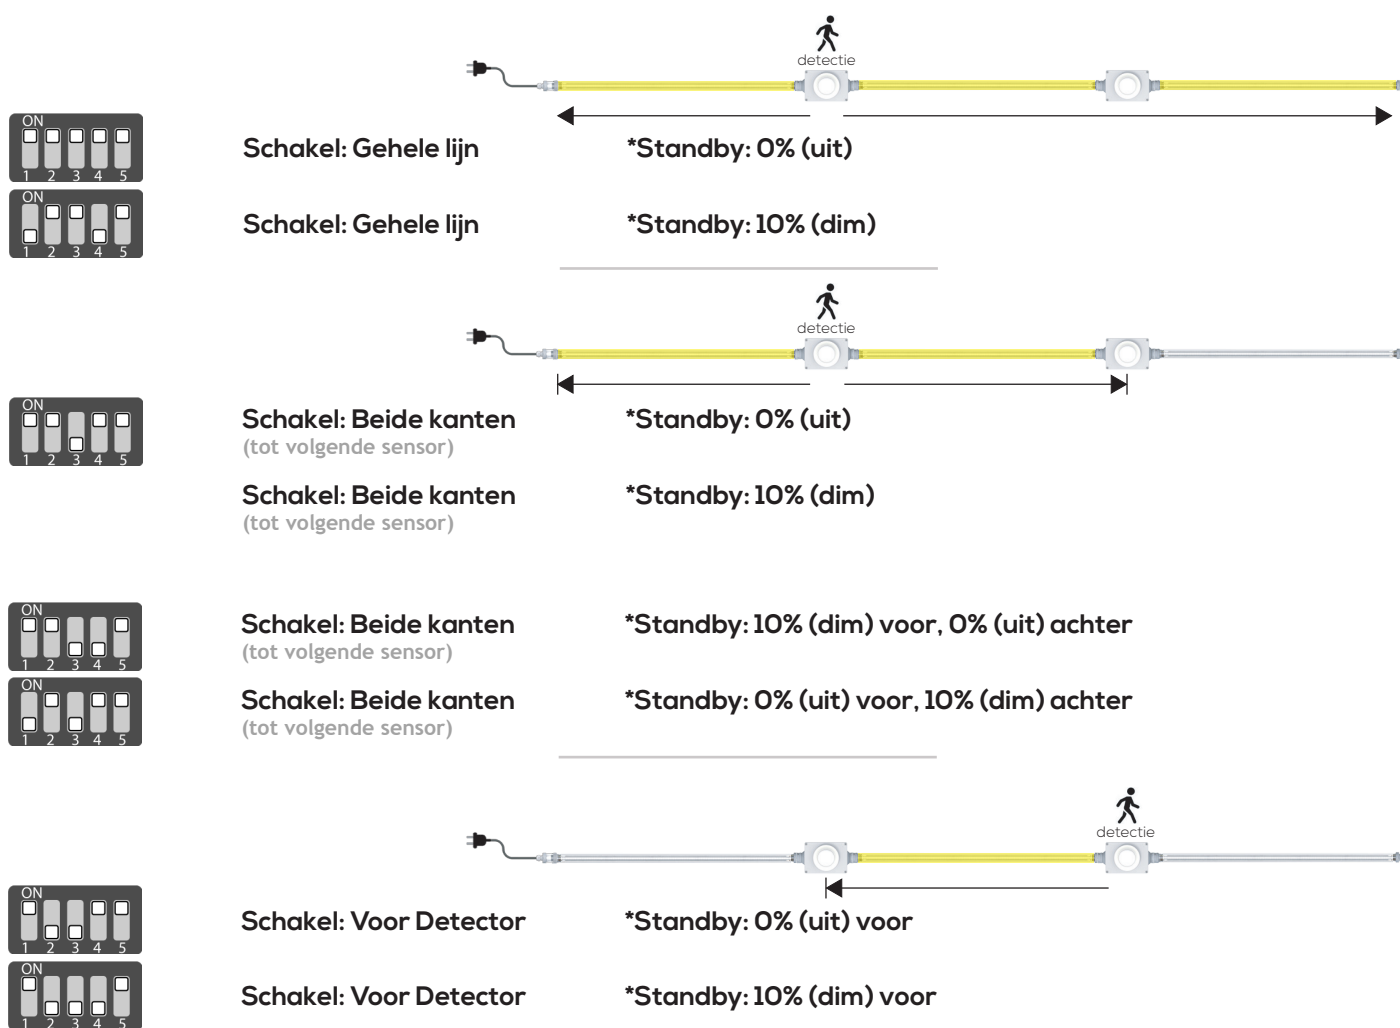 detectie
ON
1 2 3 4 5
Schakel: Gehele lijn *Standby: 0% (uit)
ON
1 2 3 4 5
Schakel: Gehele lijn *Standby: 10% (dim)
detectie
ON
1 2 3 4 5
Schakel: Beide kanten *Standby: 0% (uit)
(tot volgende sensor)
Schakel: Beide kanten *Standby: 10% (dim)
(tot volgende sensor)
ON
1 2 3 4 5
Schakel: Beide kanten *Standby: 10% (dim) voor, 0% (uit) achter
(tot volgende sensor)
ON
1 2 3 4 5
Schakel: Beide kanten *Standby: 0% (uit) voor, 10% (dim) achter
(tot volgende sensor)
detectie
ON
1 2 3 4 5
Schakel: Voor Detector *Standby: 0% (uit) voor
ON
1 2 3 4 5
Schakel: Voor Detector *Standby: 10% (dim) voor